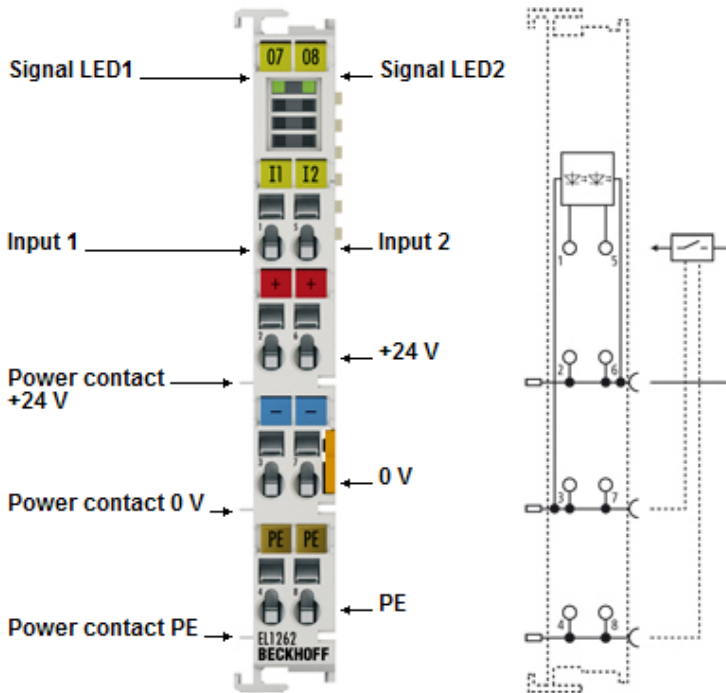 07 08
Signal LED1
Signal LED2
I1 I2
1 5
Input 1
Input 2
1 5
+ +
2 6
+24 V
2 6
Power contact
+24 V
− −
3 7
0 V
3 7
Power contact 0 V
PE PE
4 8
PE
4 8
Power contact PE
EL1262
BECKHOFF